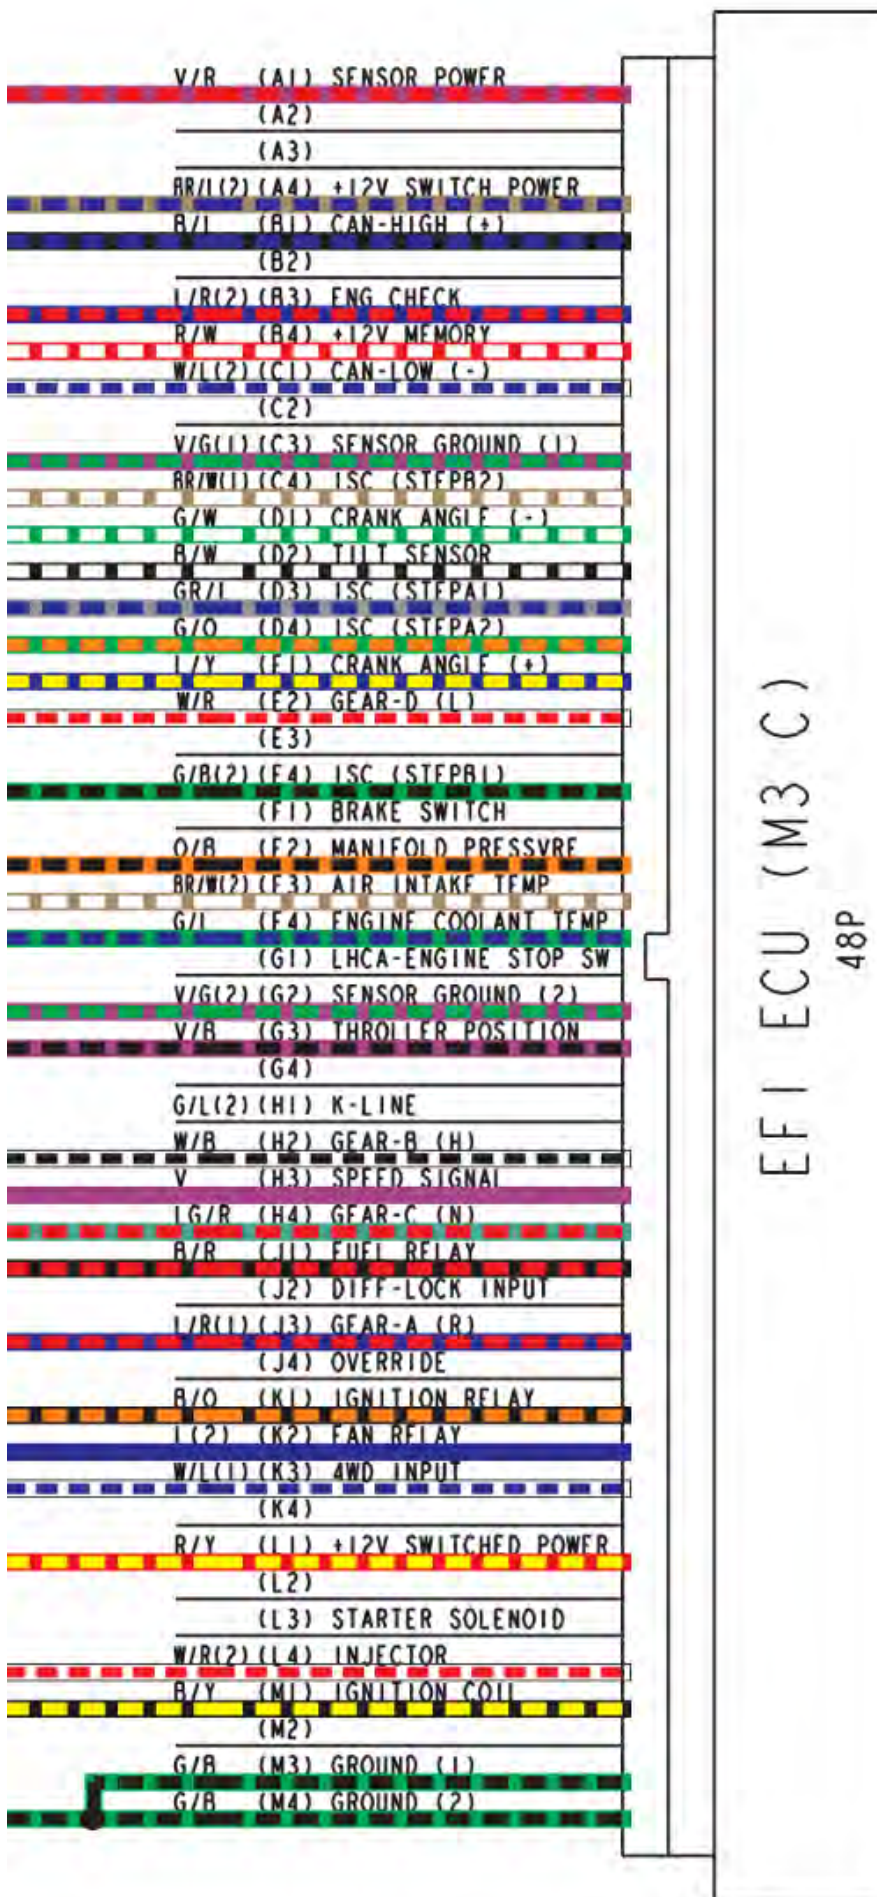 V/R (A1) SENSOR POWER
(A2)
(A3)
BR/L(2) (A4) +12V SWITCH POWER
B/L (B1) CAN-HIGH (+)
(B2)
L/R(2) (B3) ENG CHECK
R/W (B4) +12V MEMORY
W/L(2) (C1) CAN-LOW (-)
(C2)
V/G(1) (C3) SENSOR GROUND (1)
BR/W(1) (C4) ISC (STEPB2)
G/W (D1) CRANK ANGLE (-)
B/W (D2) TILT SENSOR
GR/L (D3) ISC (STEPA1)
G/O (D4) ISC (STEPA2)
L/Y (E1) CRANK ANGLE (+)
W/R (E2) GEAR-D (L)
(E3)
G/B(2) (E4) ISC (STEPB1)
(F1) BRAKE SWITCH
O/B (F2) MANIFOLD PRESSVRE
BR/W(2) (F3) AIR INTAKE TEMP
G/L (F4) ENGINE COOLANT TEMP
(G1) LHCA-ENGINE STOP SW
V/G(2) (G2) SENSOR GROUND (2)
V/B (G3) THROLLER POSITION
(G4)
G/L(2) (H1) K-LINE
W/B (H2) GEAR-B (H)
V (H3) SPEED SIGNAL
LG/R (H4) GEAR-C (N)
B/R (J1) FUEL RELAY
(J2) DIFF-LOCK INPUT
L/R(1) (J3) GEAR-A (R)
(J4) OVERRIDE
B/O (K1) IGNITION RELAY
L(2) (K2) FAN RELAY
W/L(1) (K3) 4WD INPUT
(K4)
R/Y (L1) +12V SWITCHED POWER
(L2)
(L3) STARTER SOLENOID
W/R(2) (L4) INJECTOR
B/Y (M1) IGNITION COIL
(M2)
G/B (M3) GROUND (1)
G/B (M4) GROUND (2)
EFI ECU (M3 C)
48P